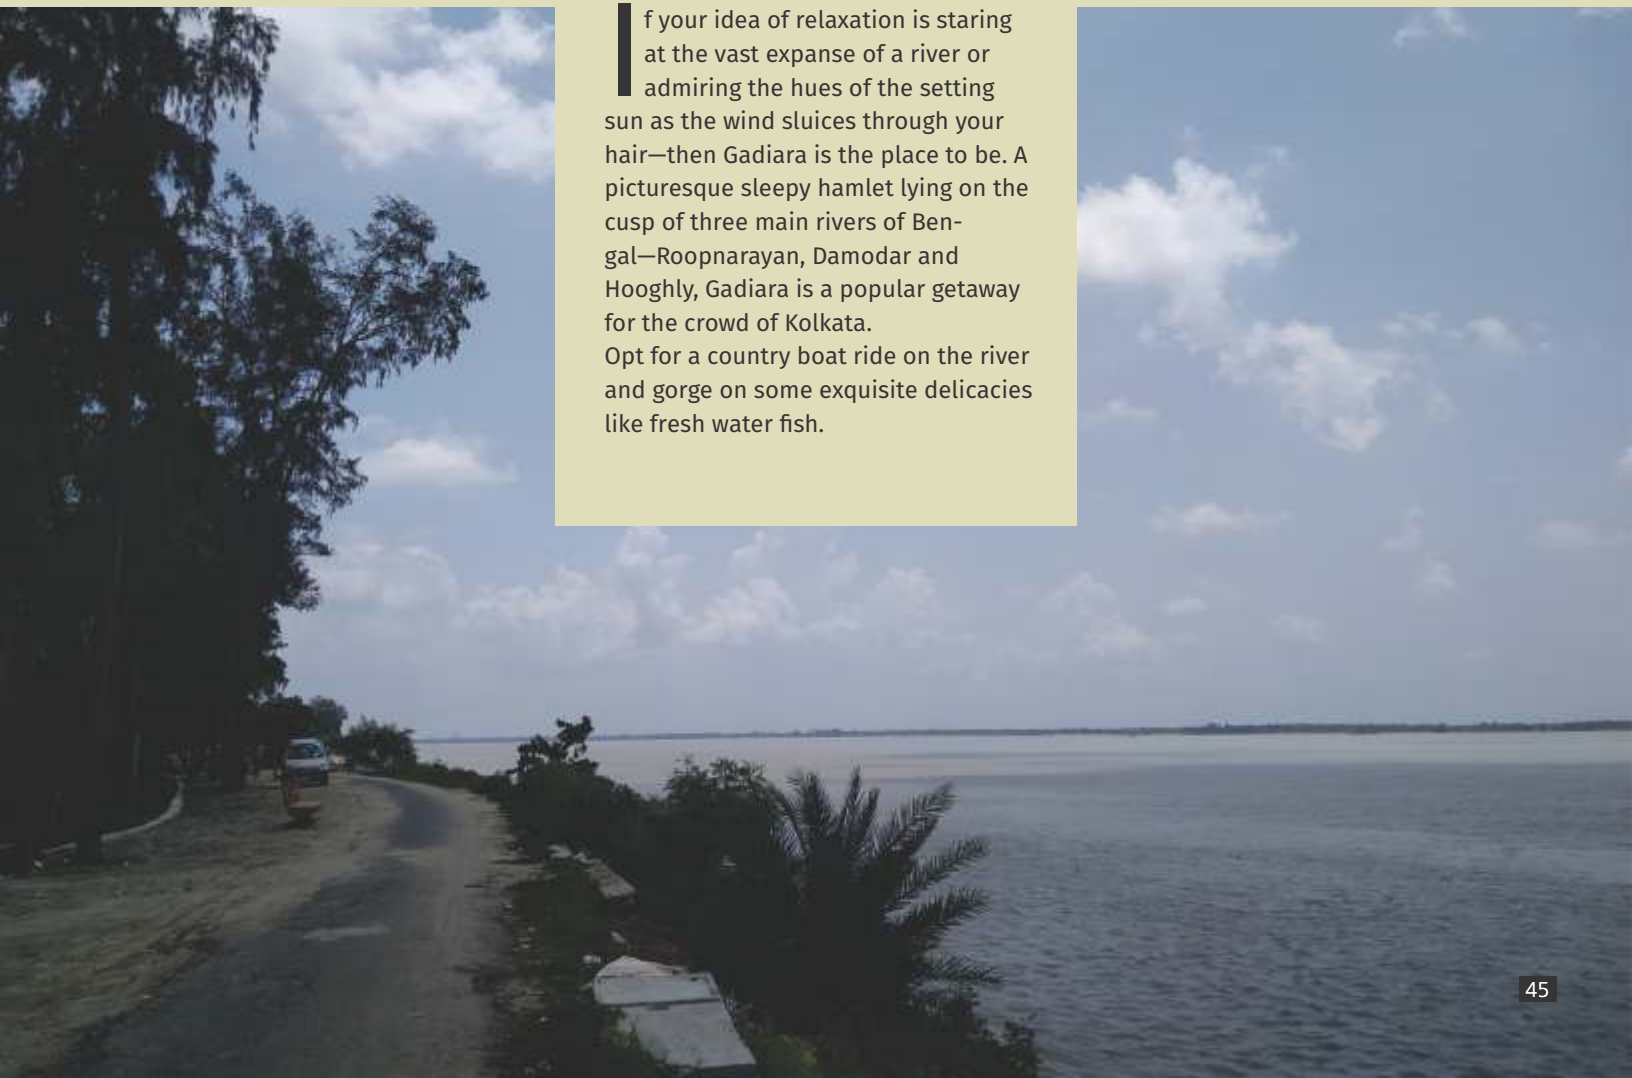 If your idea of relaxation is staring
at the vast expanse of a river or
admiring the hues of the setting
sun as the wind sluices through your
hair—then Gadiara is the place to be. A
picturesque sleepy hamlet lying on the
cusp of three main rivers of Ben-
gal—Roopnarayan, Damodar and
Hooghly, Gadiara is a popular getaway
for the crowd of Kolkata.
Opt for a country boat ride on the river
and gorge on some exquisite delicacies
like fresh water fish.
45